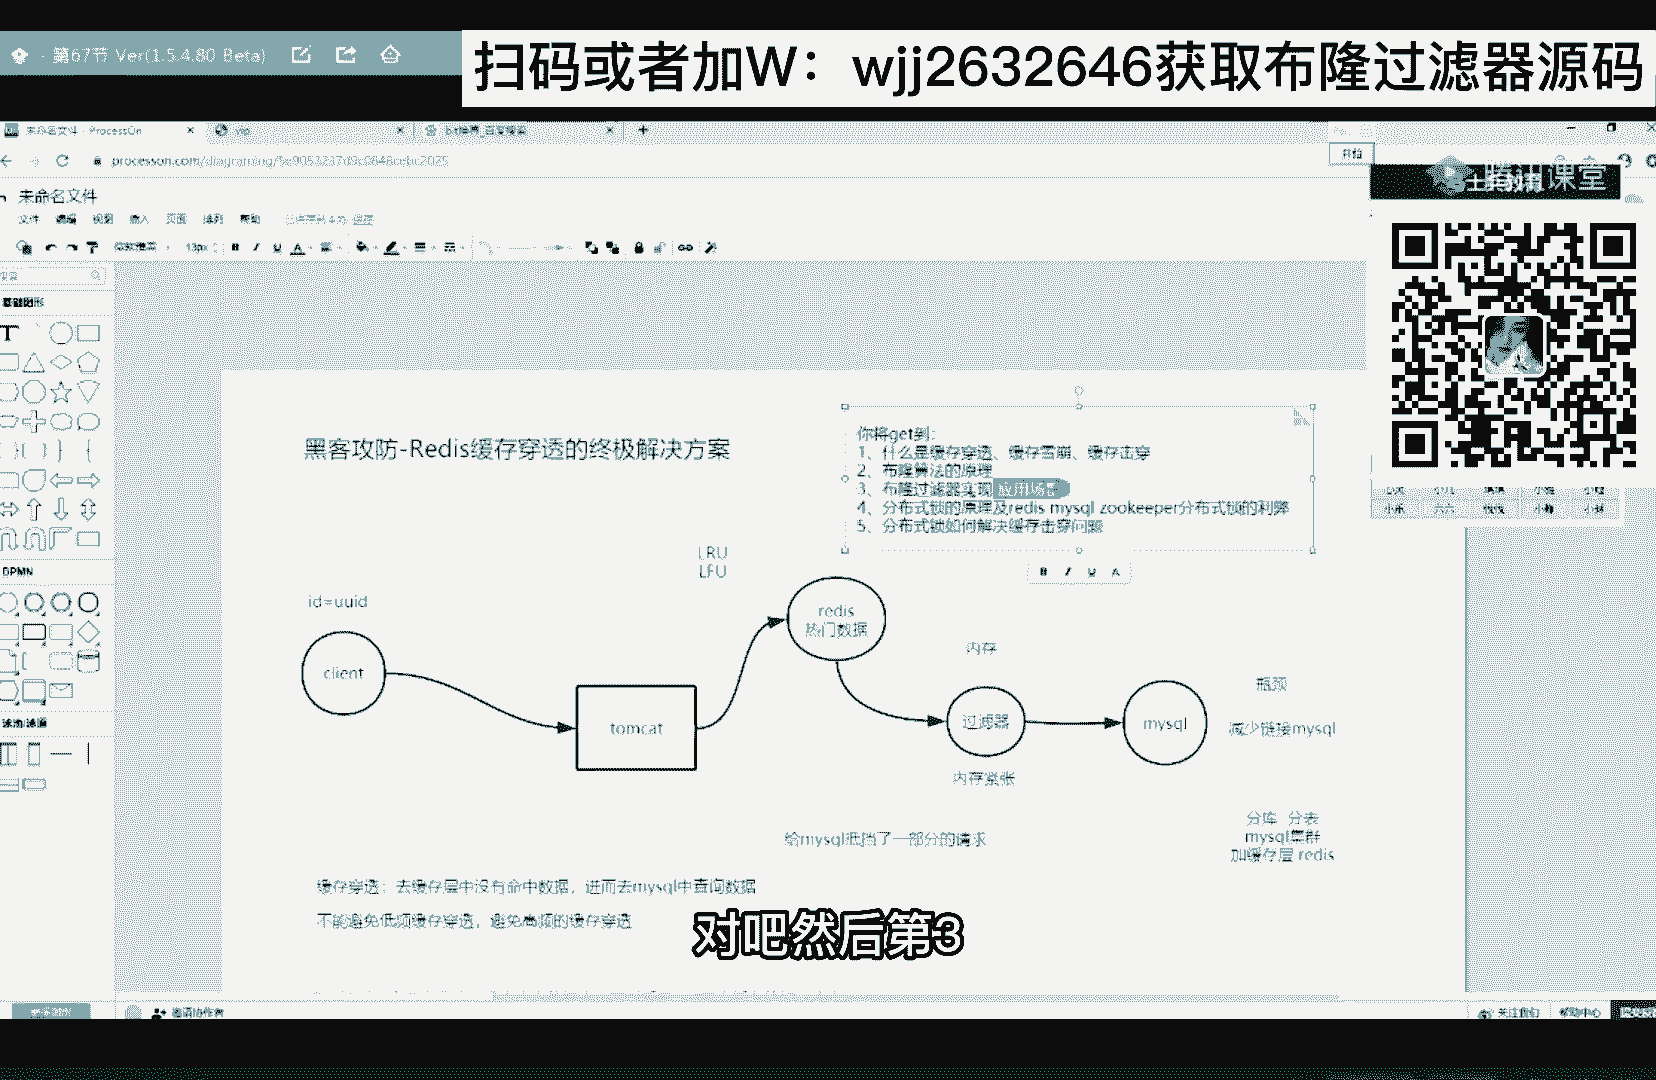 第67节 Ver(1.5.4.80 Beta)
扫码或者加W：wjj2632646获取布隆过滤器源码
未命名文件 - ProcessOn
vip
腾讯课堂
未命名文件
文件 编辑 视图 插入 页面 排列 帮助
13px
基础图形
你将get到：
1、什么是缓存穿透、缓存雪崩、缓存击穿
2、布隆算法的原理
3、布隆过滤器实现 应用场景
4、分布式锁的原理及redis mysql zookeeper分布式锁的利弊
5、分布式锁如何解决缓存击穿问题
黑客攻防-Redis缓存穿透的终极解决方案
LRU
LFU
id=uuid
client
tomcat
redis
热门数据
内存
过滤器
内存紧张
mysql
瓶颈
减少链接mysql
给mysql抵挡了一部分的请求
分库 分表
mysql集群
加缓存层 redis
缓存穿透：去缓存层中没有命中数据，进而去mysql中查询数据
不能避免低频缓存穿透，避免高频的缓存穿透
对吧然后第3
邀请协作者
关注我们 帮助中心